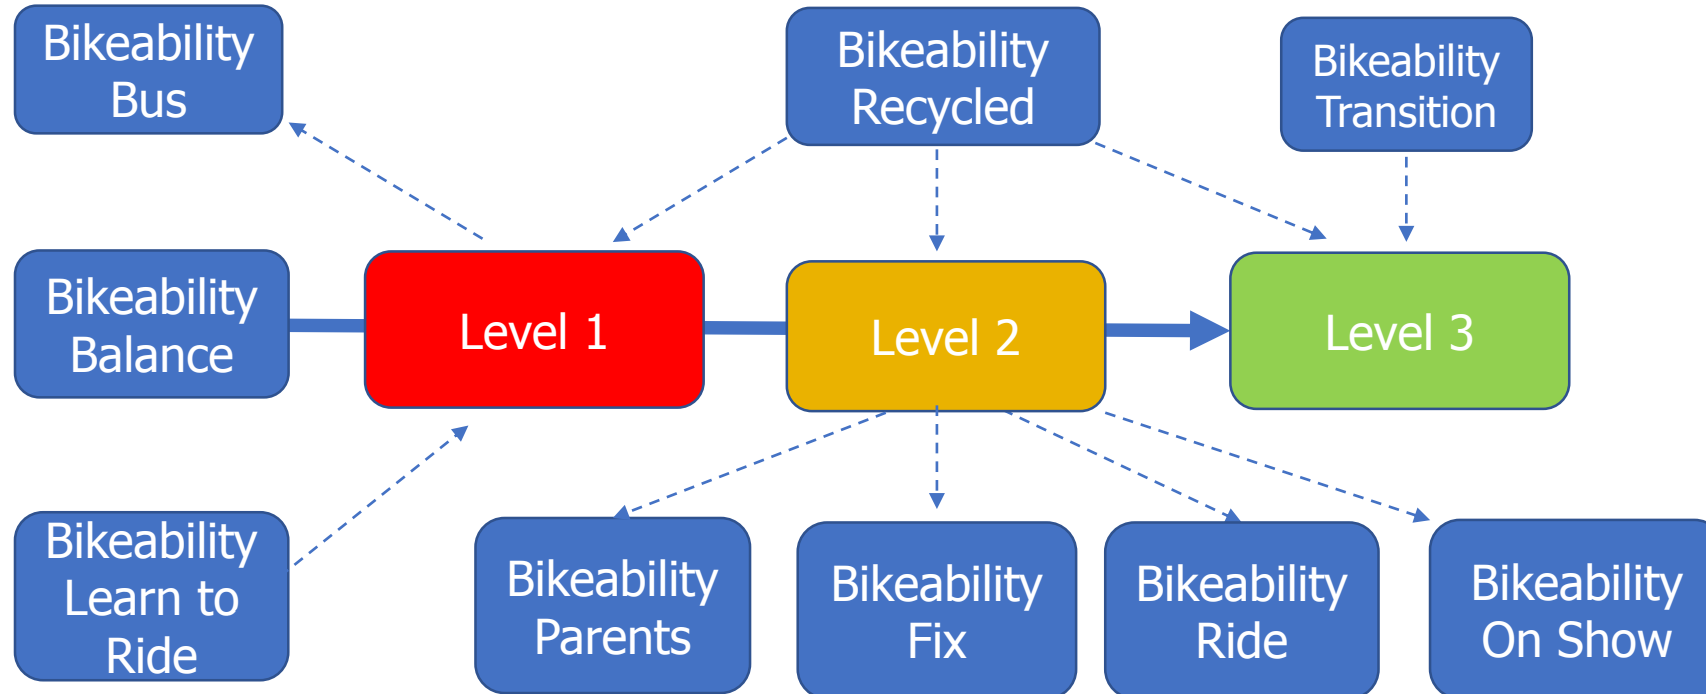 Bikeability
Bus
Bikeability
Recycled
Bikeability
Transition
Bikeability
Balance
Level 1
Level 2
Level 3
Bikeability
Learn to
Ride
Bikeability
Parents
Bikeability
Fix
Bikeability
Ride
Bikeability
On Show